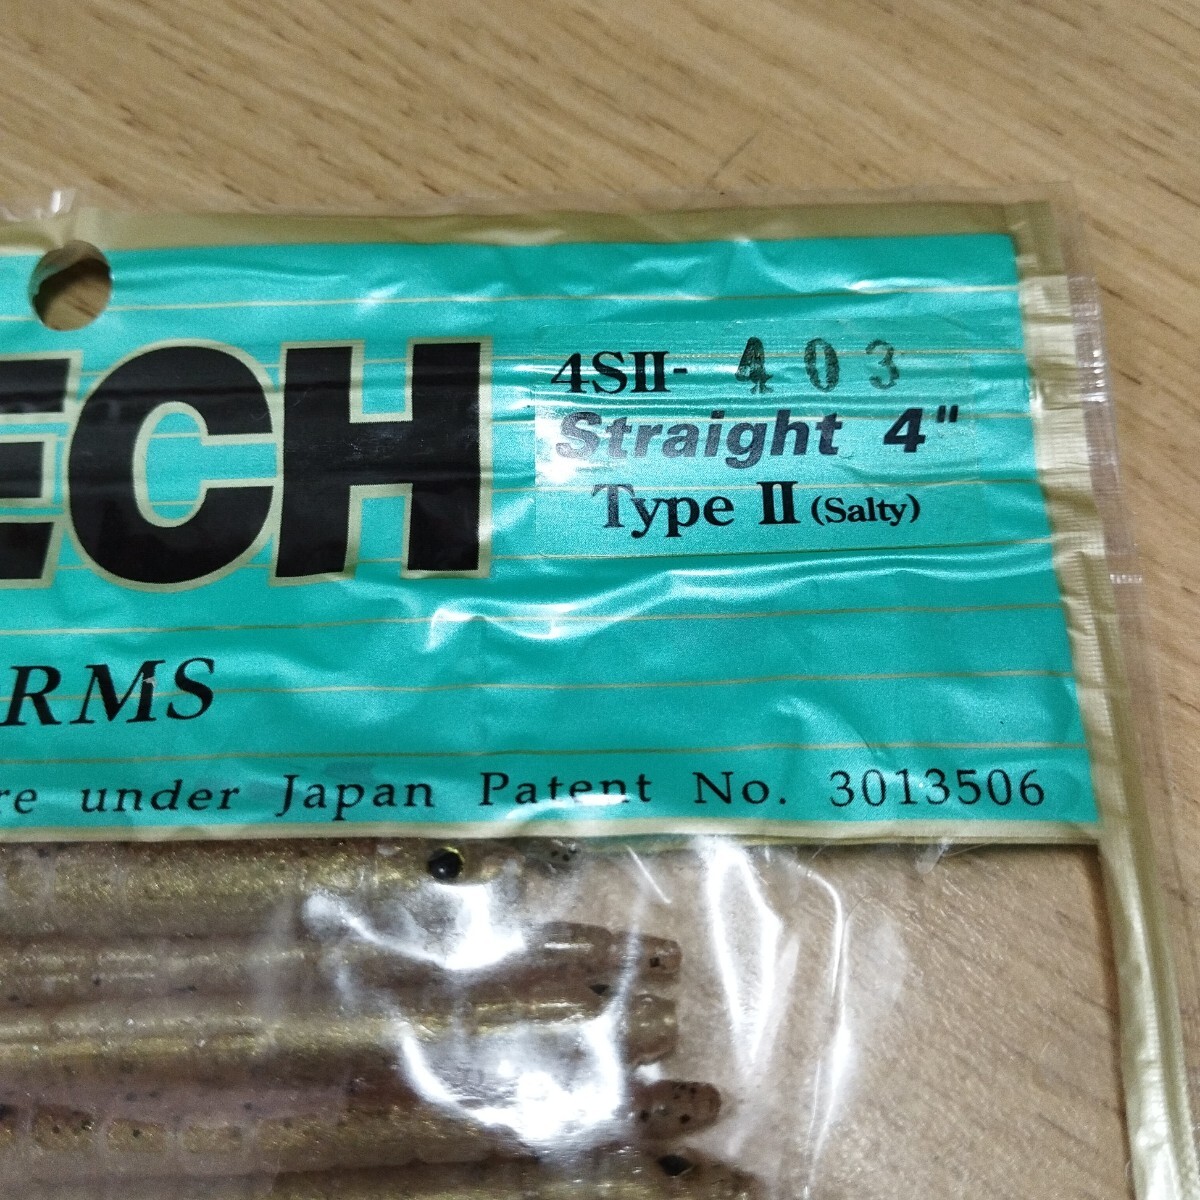 ECH
4SII- 403
Straight 4"
Type II (Salty)
RMS
re under Japan Patent No. 3013506